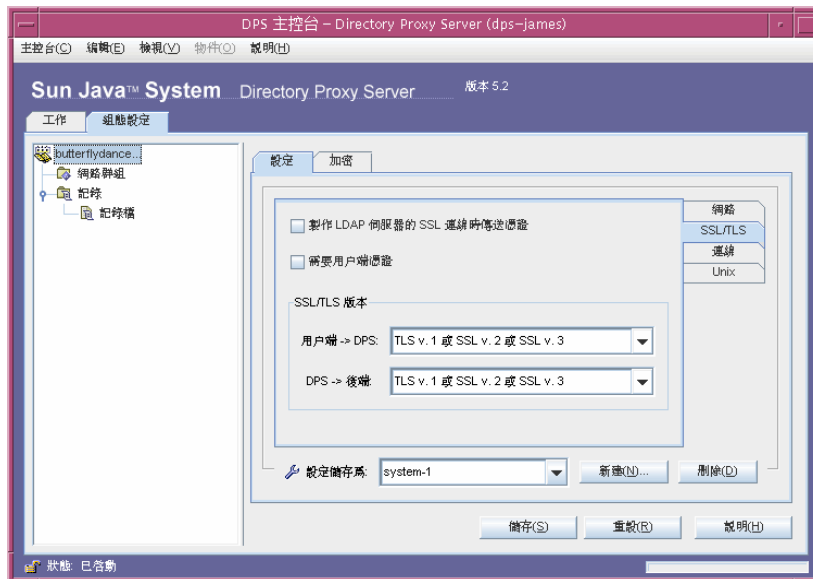 DPS 主控台 – Directory Proxy Server (dps-james)
主控台(C) 編輯(E) 檢視(V) 物件(O) 說明(H)
Sun Java™ System Directory Proxy Server 版本 5.2
工作 組態設定
butterflydance...
網路群組
記錄
記錄檔
設定 加密
網路
SSL/TLS
連線
Unix
製作 LDAP 伺服器的 SSL 連線時傳送憑證
需要用戶端憑證
SSL/TLS 版本
用戶端 -> DPS: TLS v. 1 或 SSL v. 2 或 SSL v. 3
DPS -> 後端: TLS v. 1 或 SSL v. 2 或 SSL v. 3
設定儲存為: system-1 新建(N)... 刪除(D)
儲存(S) 重設(R) 說明(H)
狀態: 已啟動